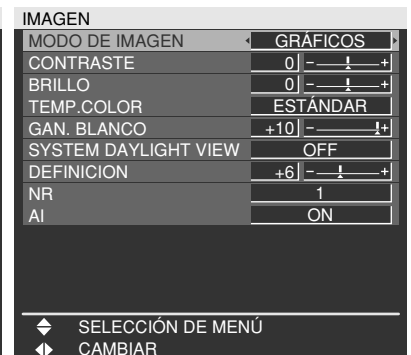 IMAGEN
MODO DE IMAGEN GRÁFICOS
CONTRASTE 0 - +
BRILLO 0 - +
TEMP.COLOR ESTÁNDAR
GAN. BLANCO +10 - +
SYSTEM DAYLIGHT VIEW OFF
DEFINICION +6 - +
NR 1
AI ON
SELECCIÓN DE MENÚ
CAMBIAR